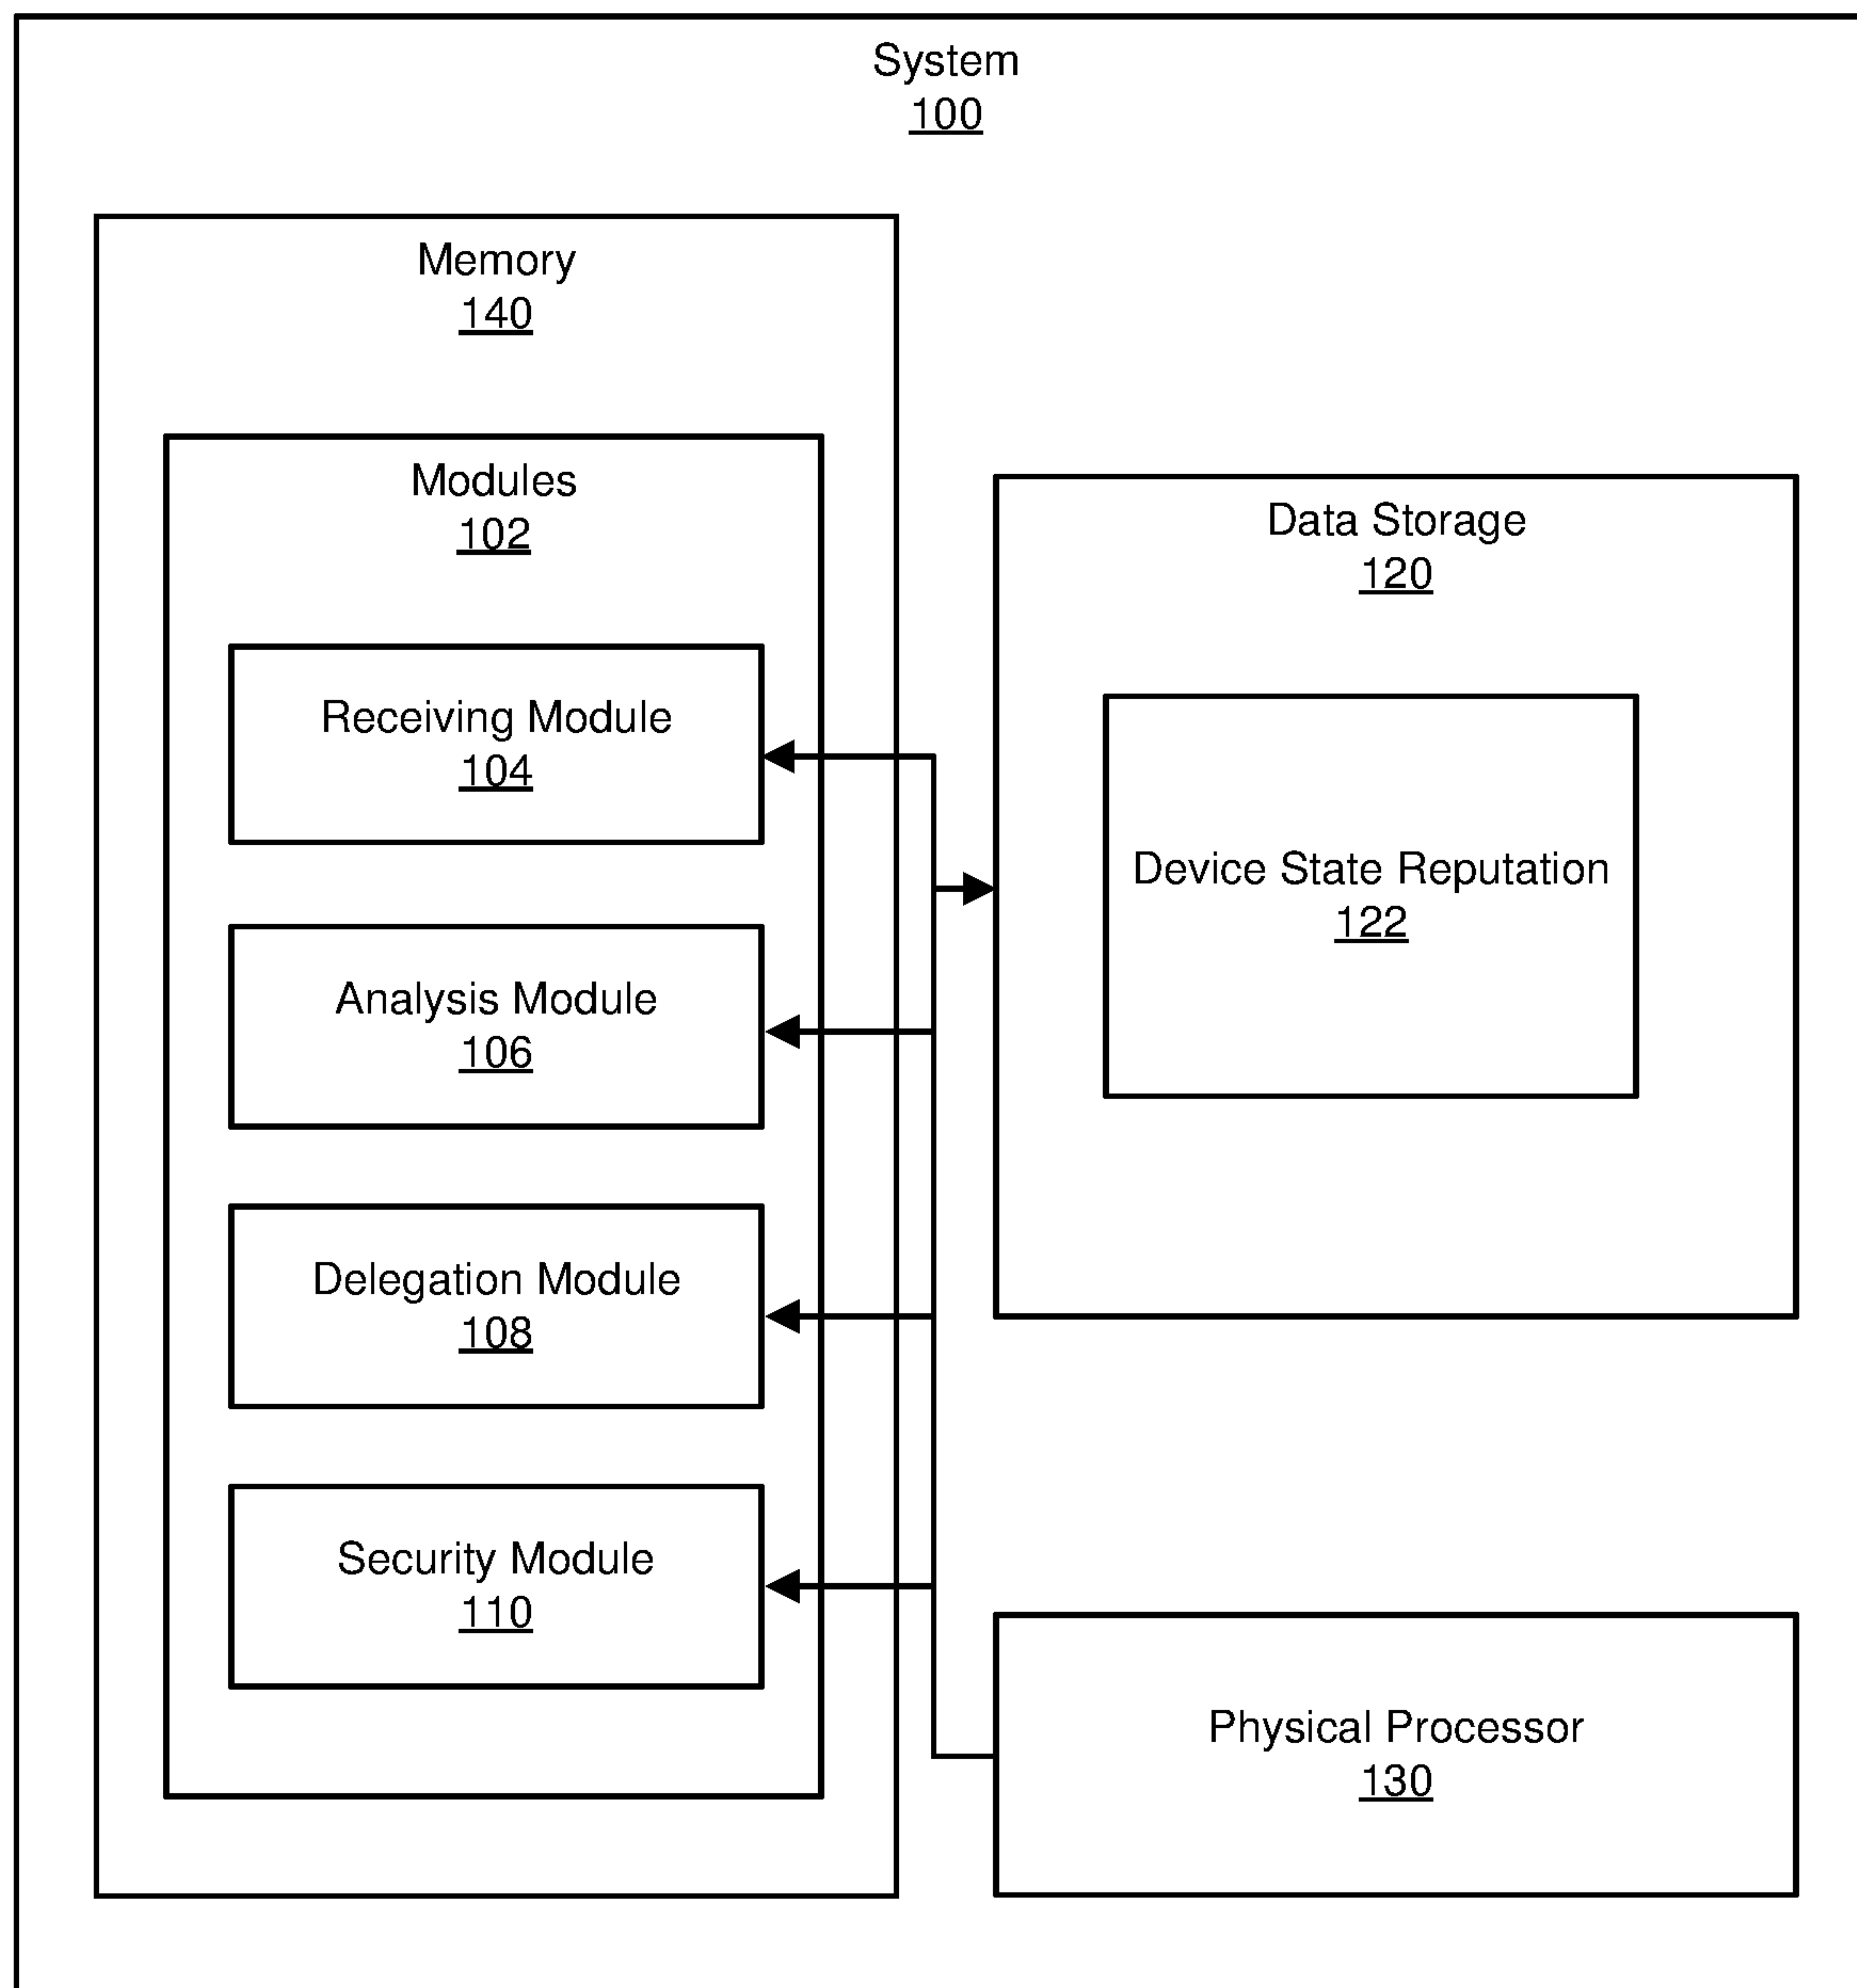 System
100
Memory
140
Modules
102
Receiving Module
104
Analysis Module
106
Delegation Module
108
Security Module
110
Data Storage
120
Device State Reputation
122
Physical Processor
130